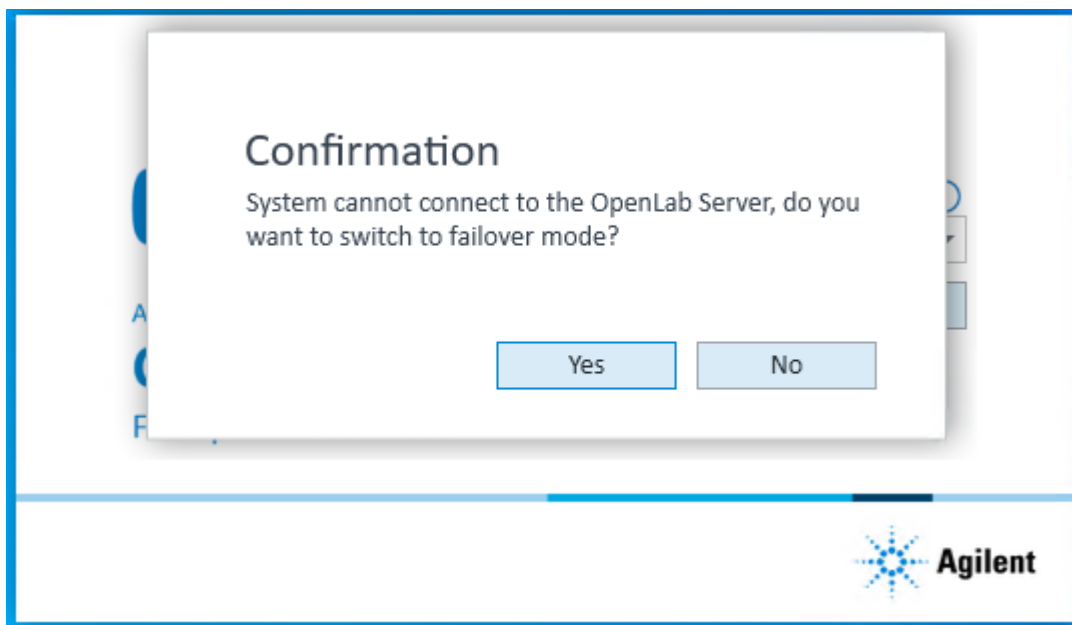 Confirmation
System cannot connect to the OpenLab Server, do you
want to switch to failover mode?
Yes
No
Agilent